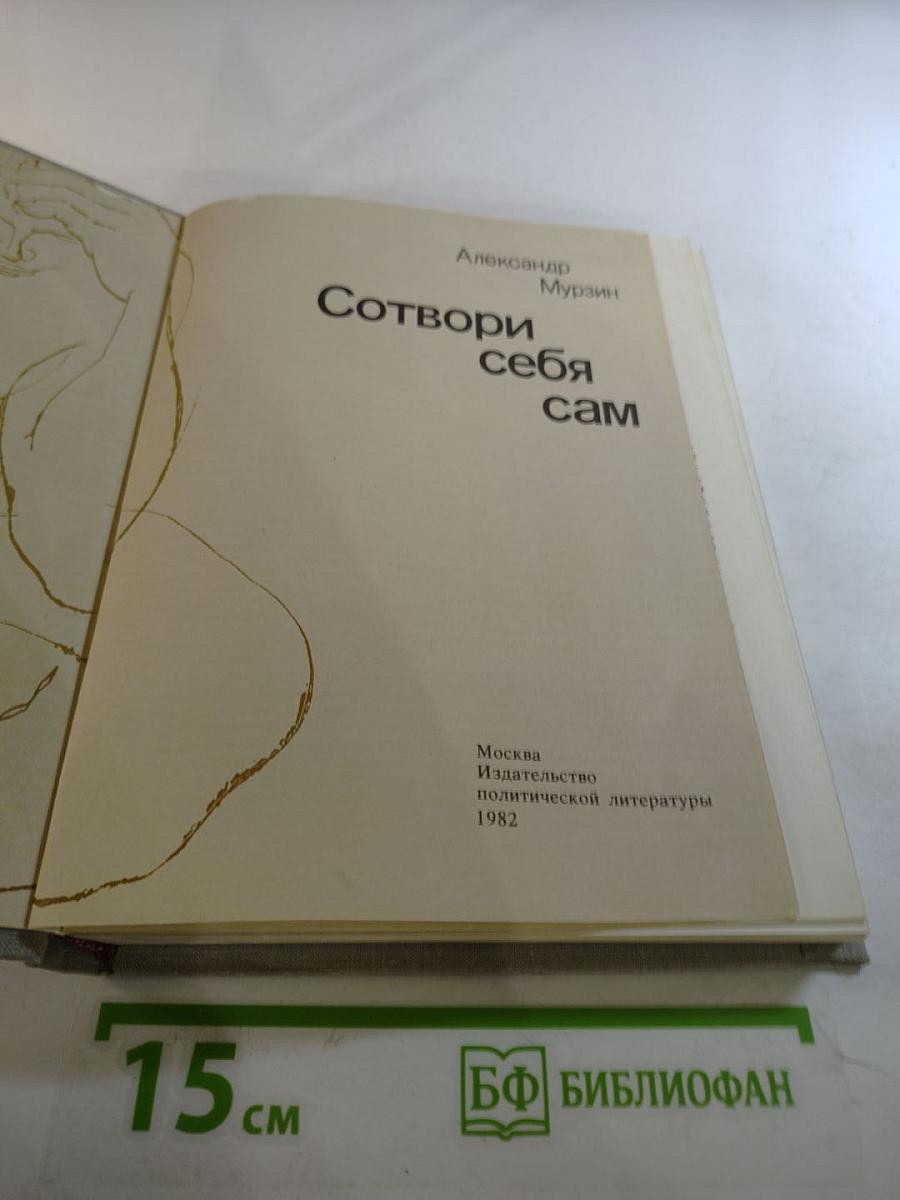 Александр
Мурзин
Сотвори
себя
сам
Москва
Издательство
политической литературы
1982
15 см
БФ БИБЛИОФАН